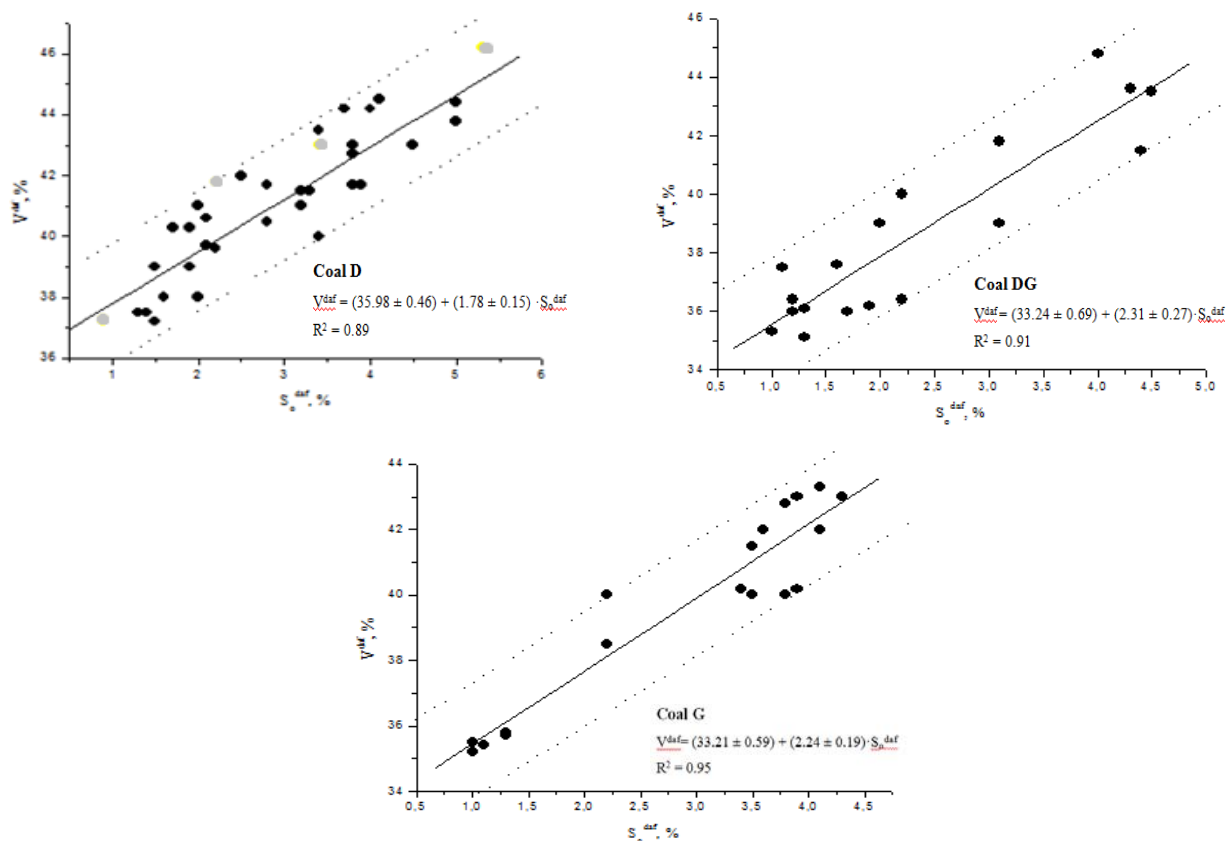 46
44
42
40
38
36
V^daf, %
Coal D
V^daf = (35.98 ± 0.46) + (1.78 ± 0.15) ·S_o^daf
R² = 0.89
1 2 3 4 5 6
S_o^daf, %
46
44
42
40
38
36
34
V^daf, %
Coal DG
V^daf= (33.24 ± 0.69) + (2.31 ± 0.27)·S_o^daf
R² = 0.91
0,5 1,0 1,5 2,0 2,5 3,0 3,5 4,0 4,5 5,0
S_o^daf, %
44
42
40
38
36
34
V^daf, %
Coal G
V^daf= (33.21 ± 0.59) + (2.24 ± 0.19)·S_o^daf
R² = 0.95
0,5 1,0 1,5 2,0 2,5 3,0 3,5 4,0 4,5
S_o^daf, %